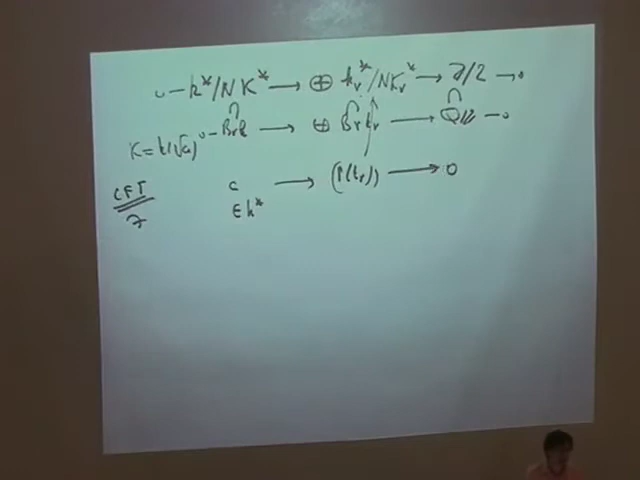 0 → k*/NK* → ⊕ k_v*/NK_v* → Z/2 → 0
∩ ∩ ∩
K = k(√a), 0 → Br k → ⊕ Br k_v → Q/Z → 0
CFT c → (P(t_v)) → 0
⇒ ∈ k*